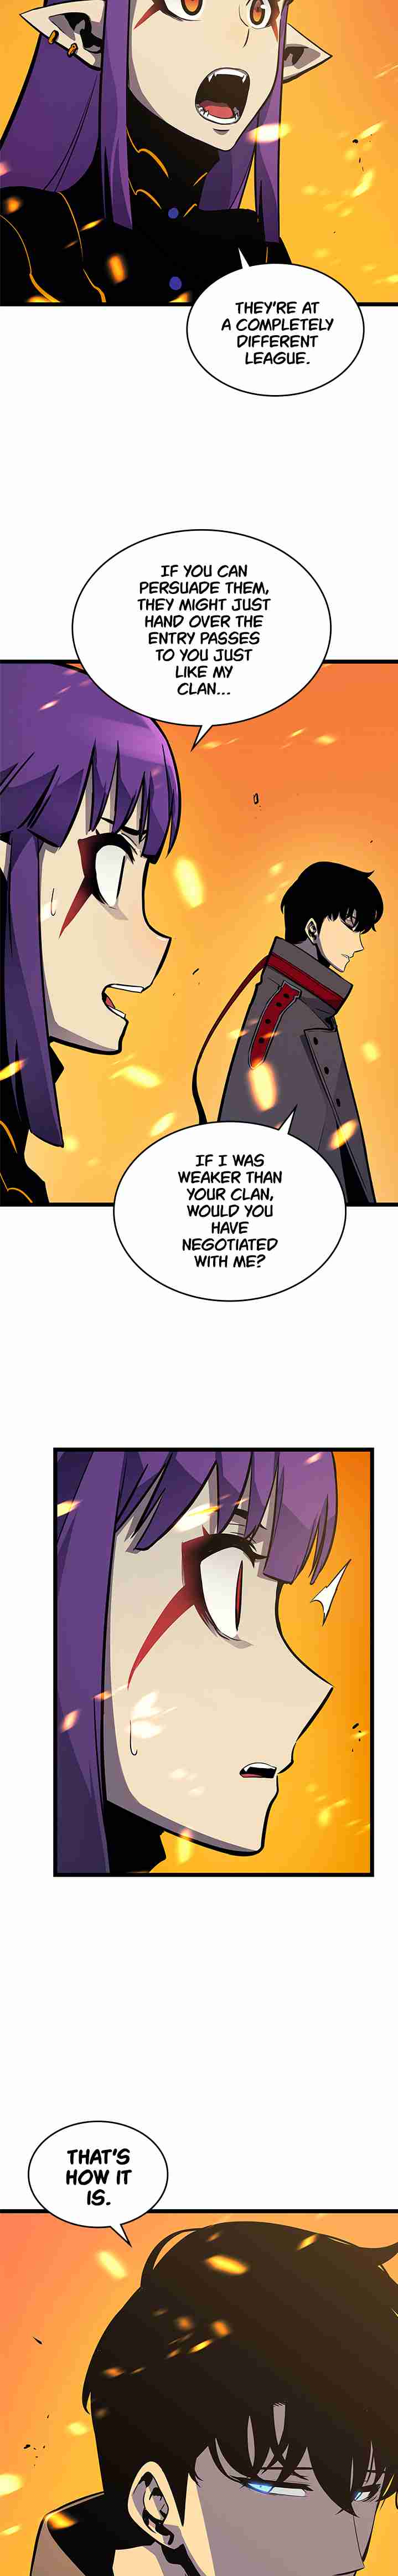 THEY'RE AT
A COMPLETELY
DIFFERENT
LEAGUE.
IF YOU CAN
PERSUADE THEM,
THEY MIGHT JUST
HAND OVER THE
ENTRY PASSES
TO YOU JUST
LIKE MY
CLAN...
IF I WAS
WEAKER THAN
YOUR CLAN,
WOULD YOU
HAVE
NEGOTIATED
WITH ME?
THAT'S
HOW IT
IS.